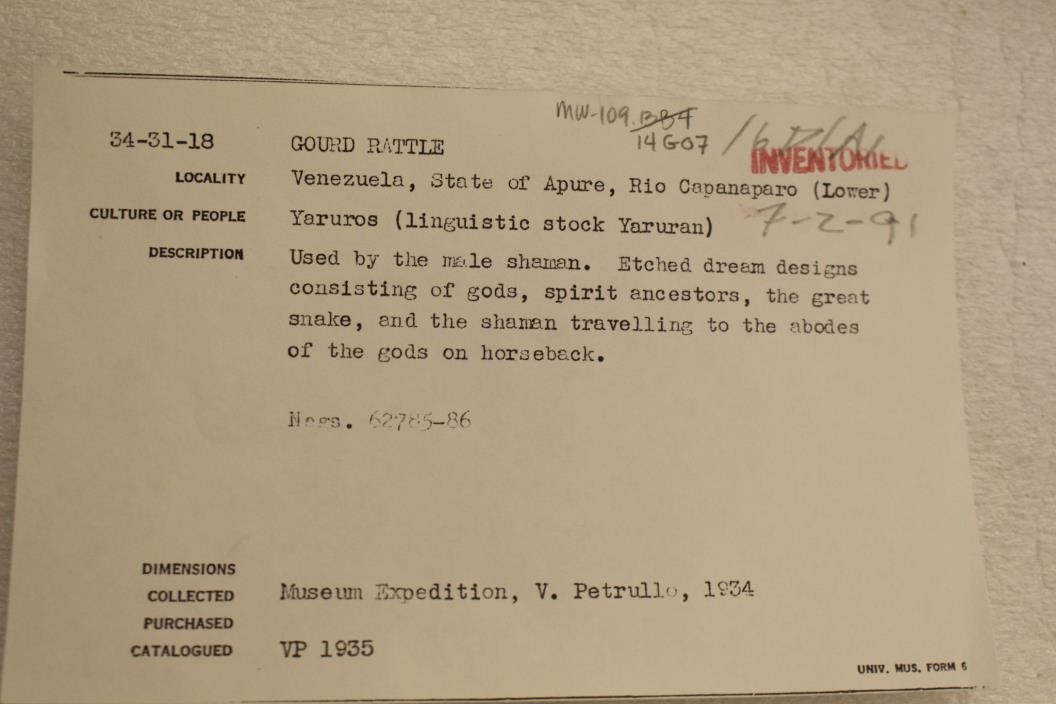 MW-109.B84
14G07
INVENTORIED
7-2-91
34-31-18 GOURD RATTLE
LOCALITY Venezuela, State of Apure, Rio Capanaparo (Lower)
CULTURE OR PEOPLE Yaruros (linguistic stock Yaruran)
DESCRIPTION Used by the male shaman. Etched dream designs
consisting of gods, spirit ancestors, the great
snake, and the shaman travelling to the abodes
of the gods on horseback.
Negs. 62785-86
DIMENSIONS
COLLECTED Museum Expedition, V. Petrullo, 1934
PURCHASED
CATALOGUED VP 1935
UNIV. MUS. FORM 6